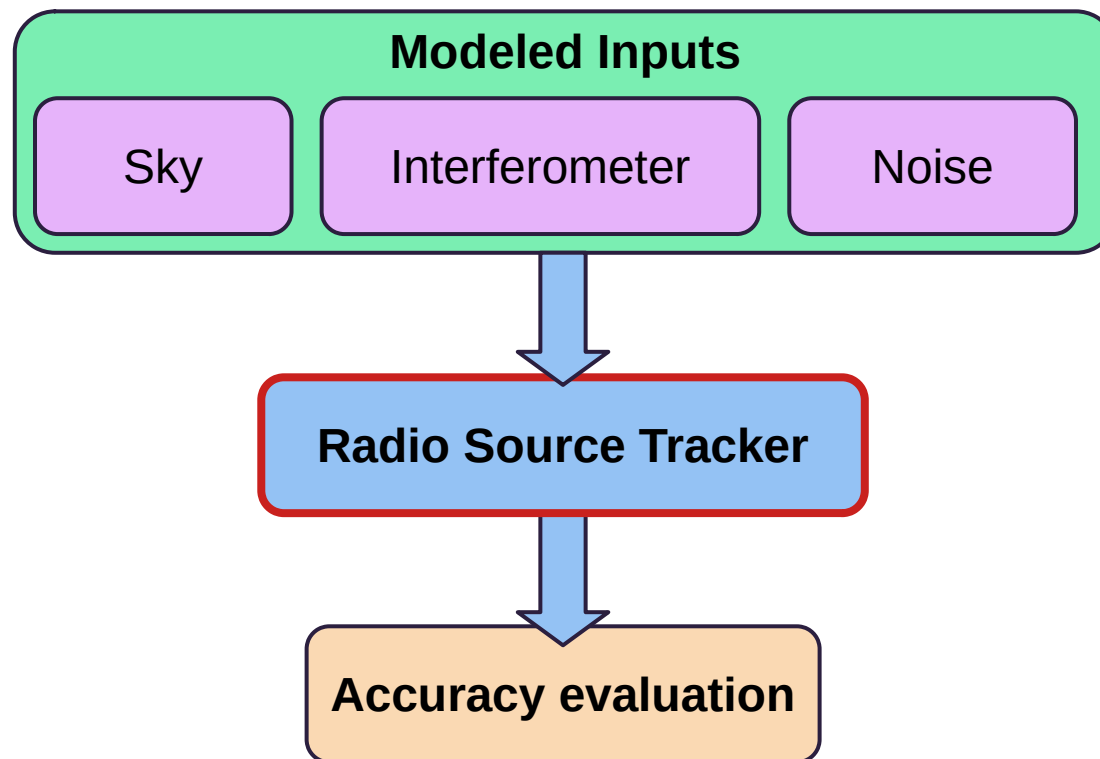 Modeled Inputs
Sky
Interferometer
Noise
Radio Source Tracker
Accuracy evaluation